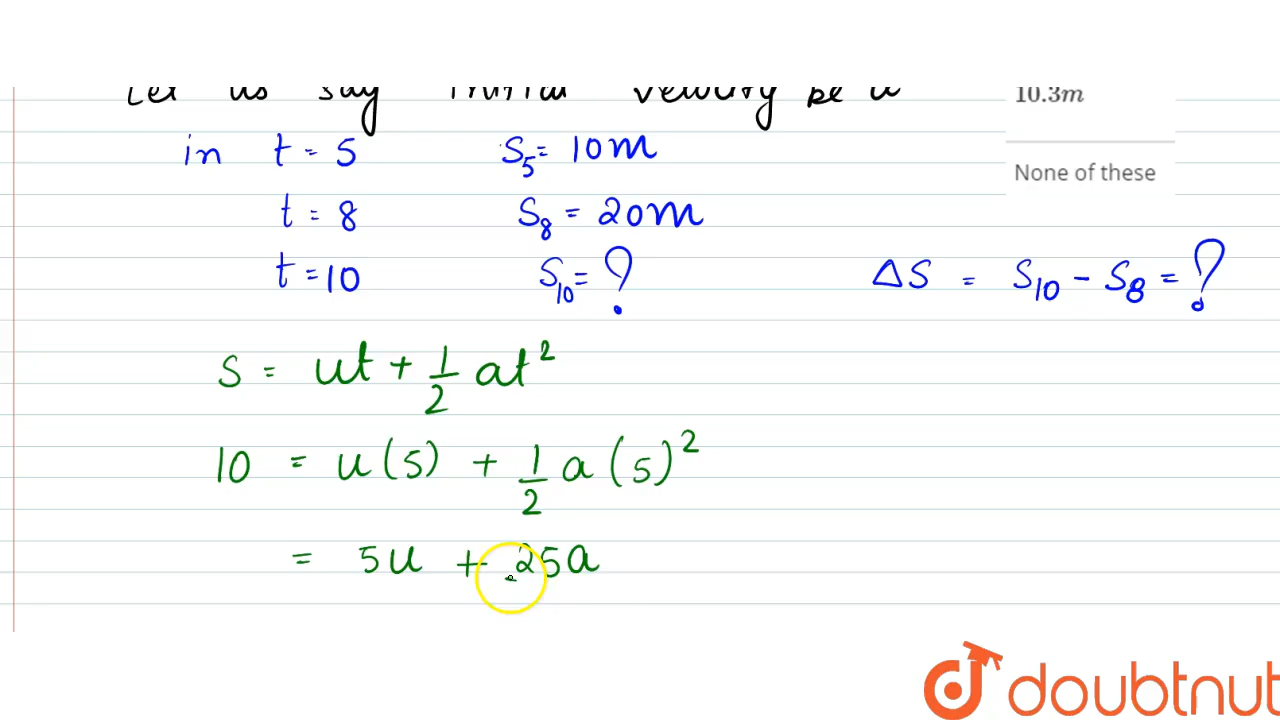 Let us say initial velocity be u
10.3m
in t = 5 S₅ = 10m
None of these
t = 8 S₈ = 20m
t = 10 S₁₀ = ? ΔS = S₁₀ - S₈ = ?
S = ut + 1/2 at²
10 = u(5) + 1/2 a(5)²
= 5u + 25a
doubtnut